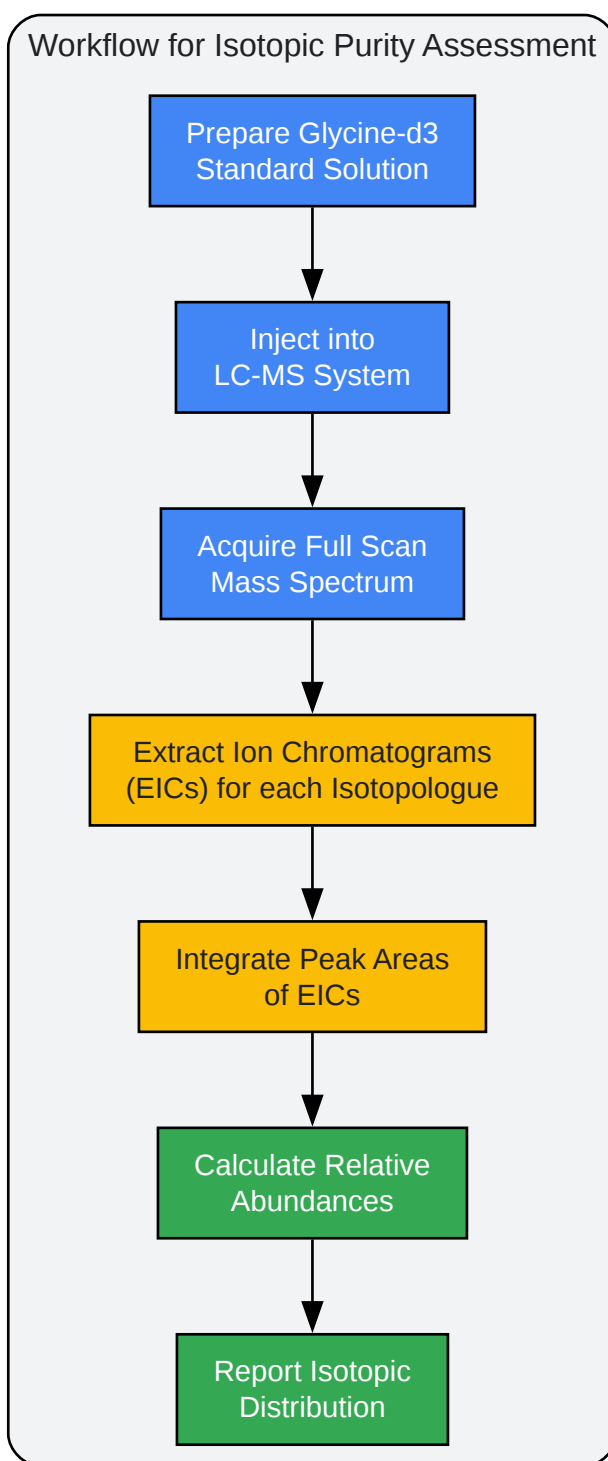 Workflow for Isotopic Purity Assessment
Prepare Glycine-d3
Standard Solution
Inject into
LC-MS System
Acquire Full Scan
Mass Spectrum
Extract Ion Chromatograms
(EICs) for each Isotopologue
Integrate Peak Areas
of EICs
Calculate Relative
Abundances
Report Isotopic
Distribution